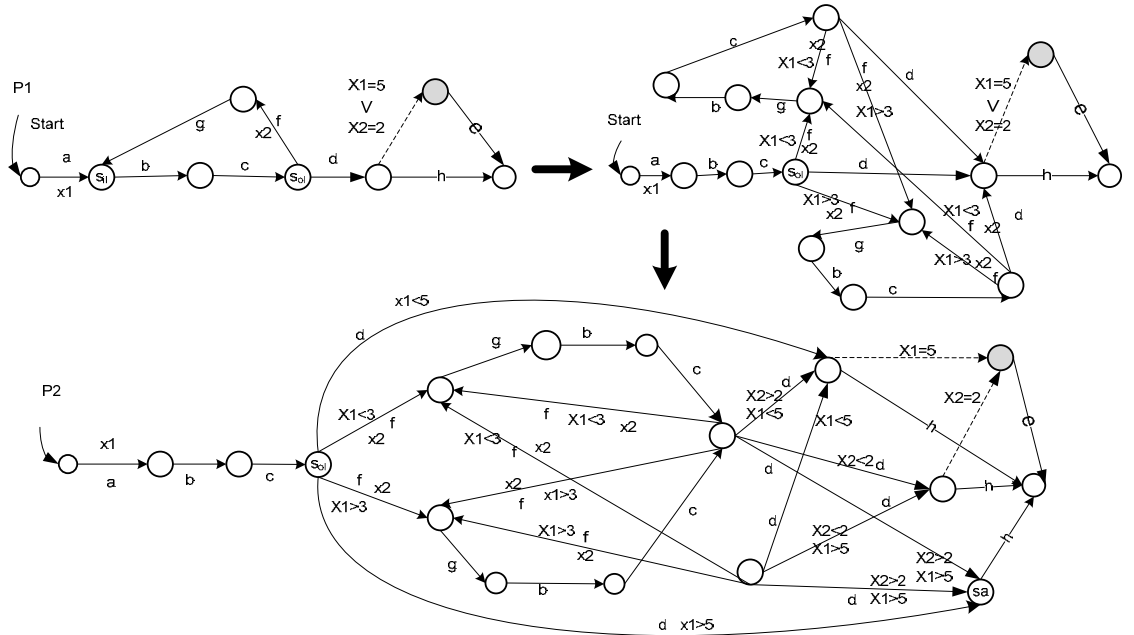 P1
Start
a
x1
s_il
b
c
g
f
x2
s_ol
d
X1=5
V
X2=2
e
h
c
x2
X1<3 f
f
x2
X1>3
d
b
g
X1<3 f
x2
Start
a
x1
b
c
s_ol
d
X1=5
V
X2=2
e
h
X1>3
x2 f
g
b
c
X1<3
f x2
d
X1>3 x2
f
P2
x1
a
b
c
s_ol
x1<5
d
X1<3 f
x2
f x2
X1>3
g
b
c
f X1<3 x2
X1<3
f x2
x2
x1>3
f
X1>3 f
x2
g
b
c
X2>2 d
X1<5
X1<5
d
X2<2 d
d
d
X2<2
X1>5
X2>2
X1>5
X2>2
d X1>5
d x1>5
X1=5
X2=2
e
h
h
h
sa